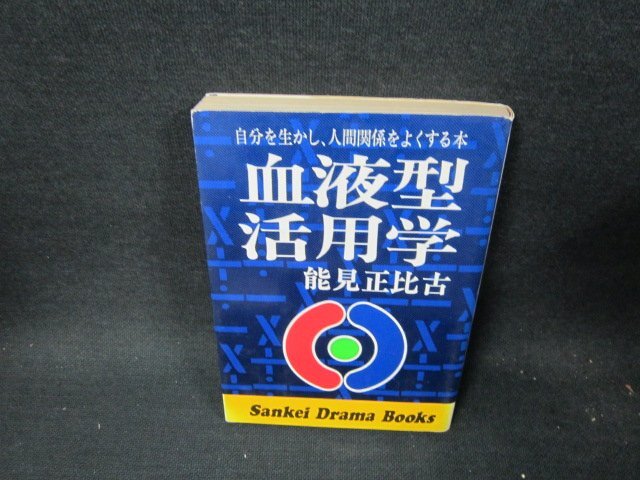 自分を生かし、人間関係をよくする本
血液型
活用学
能見正比古
Sankei Drama Books